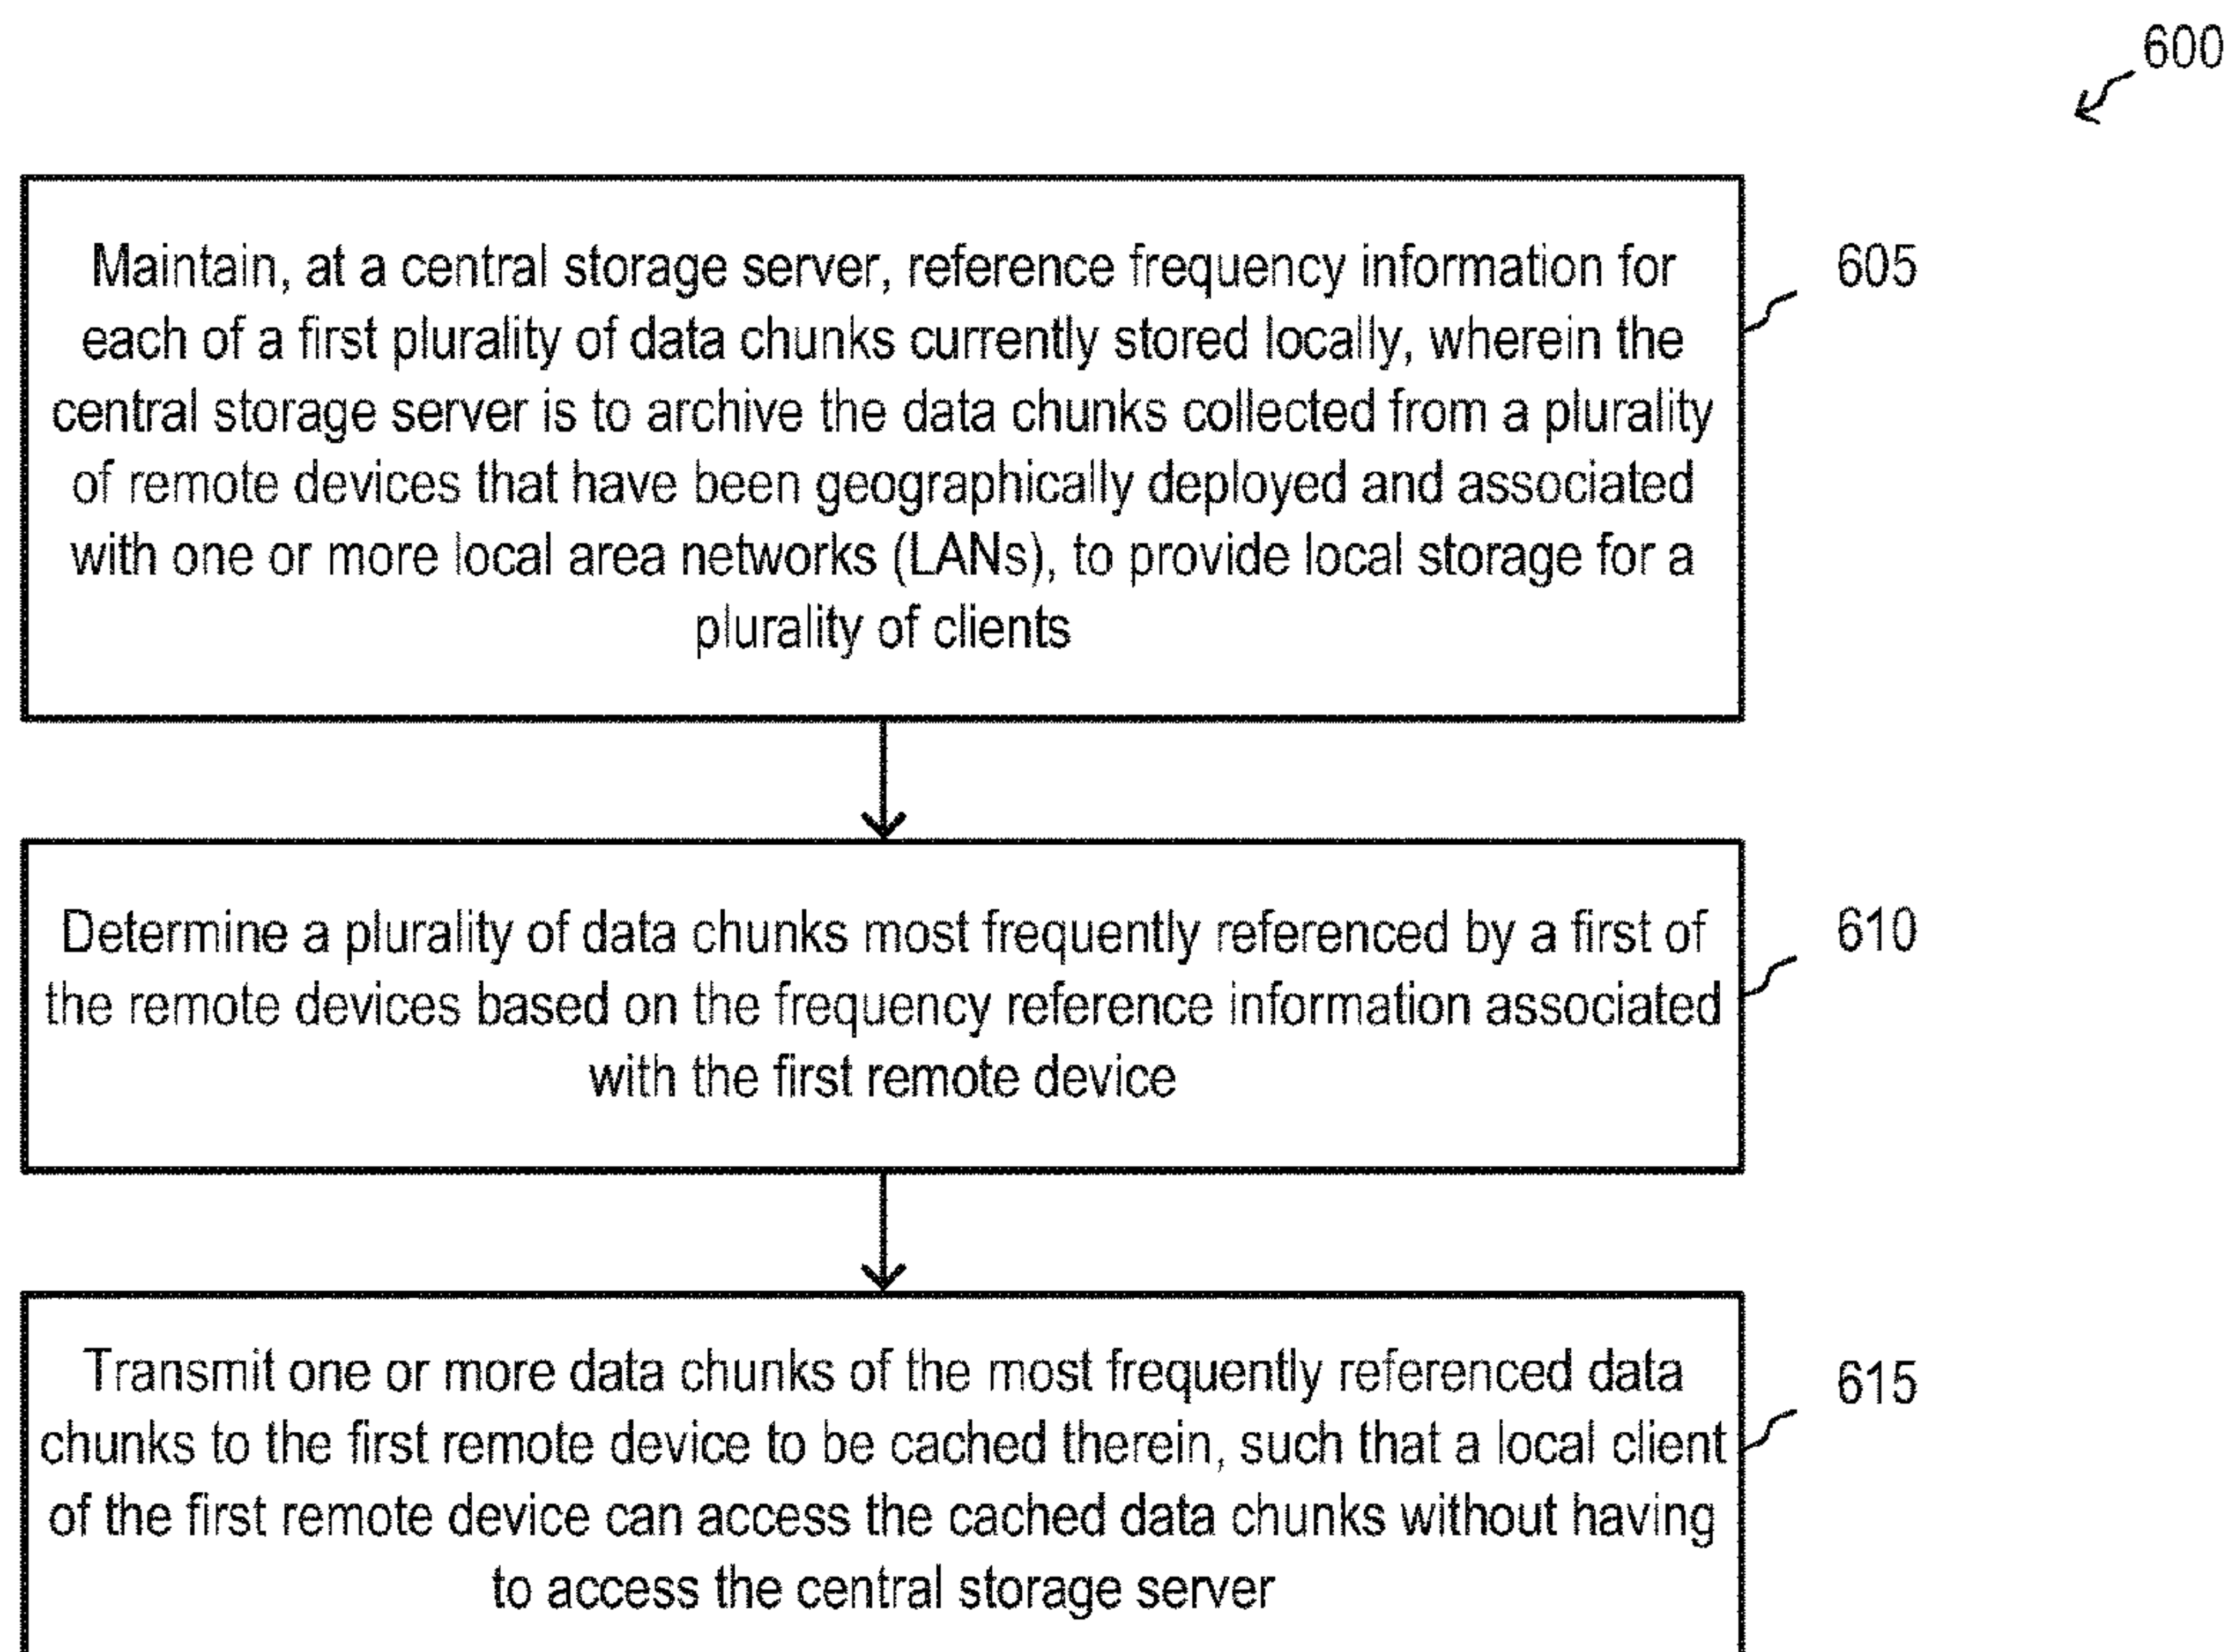 600
Maintain, at a central storage server, reference frequency information for
each of a first plurality of data chunks currently stored locally, wherein the
central storage server is to archive the data chunks collected from a plurality
of remote devices that have been geographically deployed and associated
with one or more local area networks (LANs), to provide local storage for a
plurality of clients
605
Determine a plurality of data chunks most frequently referenced by a first of
the remote devices based on the frequency reference information associated
with the first remote device
610
Transmit one or more data chunks of the most frequently referenced data
chunks to the first remote device to be cached therein, such that a local client
of the first remote device can access the cached data chunks without having
to access the central storage server
615